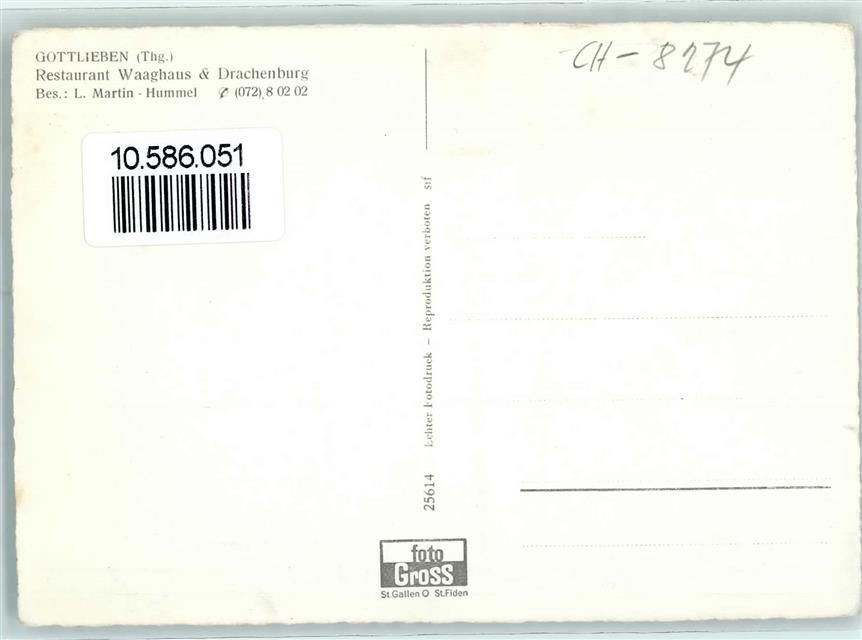 GOTTLIEBEN (Thg.)
Restaurant Waaghaus & Drachenburg
Bes.: L. Martin - Hummel ✆ (072) 8 02 02
CH - 8274
10.586.051
25614 Echter Fotodruck - Reproduktion verboten stf
foto
Gross
St.Gallen O St.Fiden